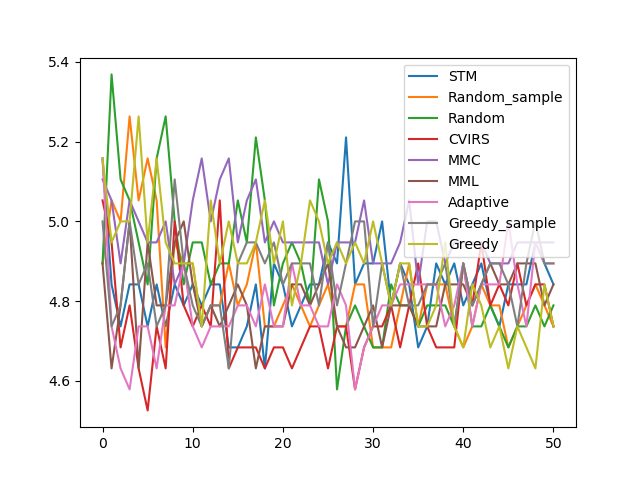 5.4
5.2
5.0
4.8
4.6
0
10
20
30
40
50
STM
Random_sample
Random
CVIRS
MMC
MML
Adaptive
Greedy_sample
Greedy